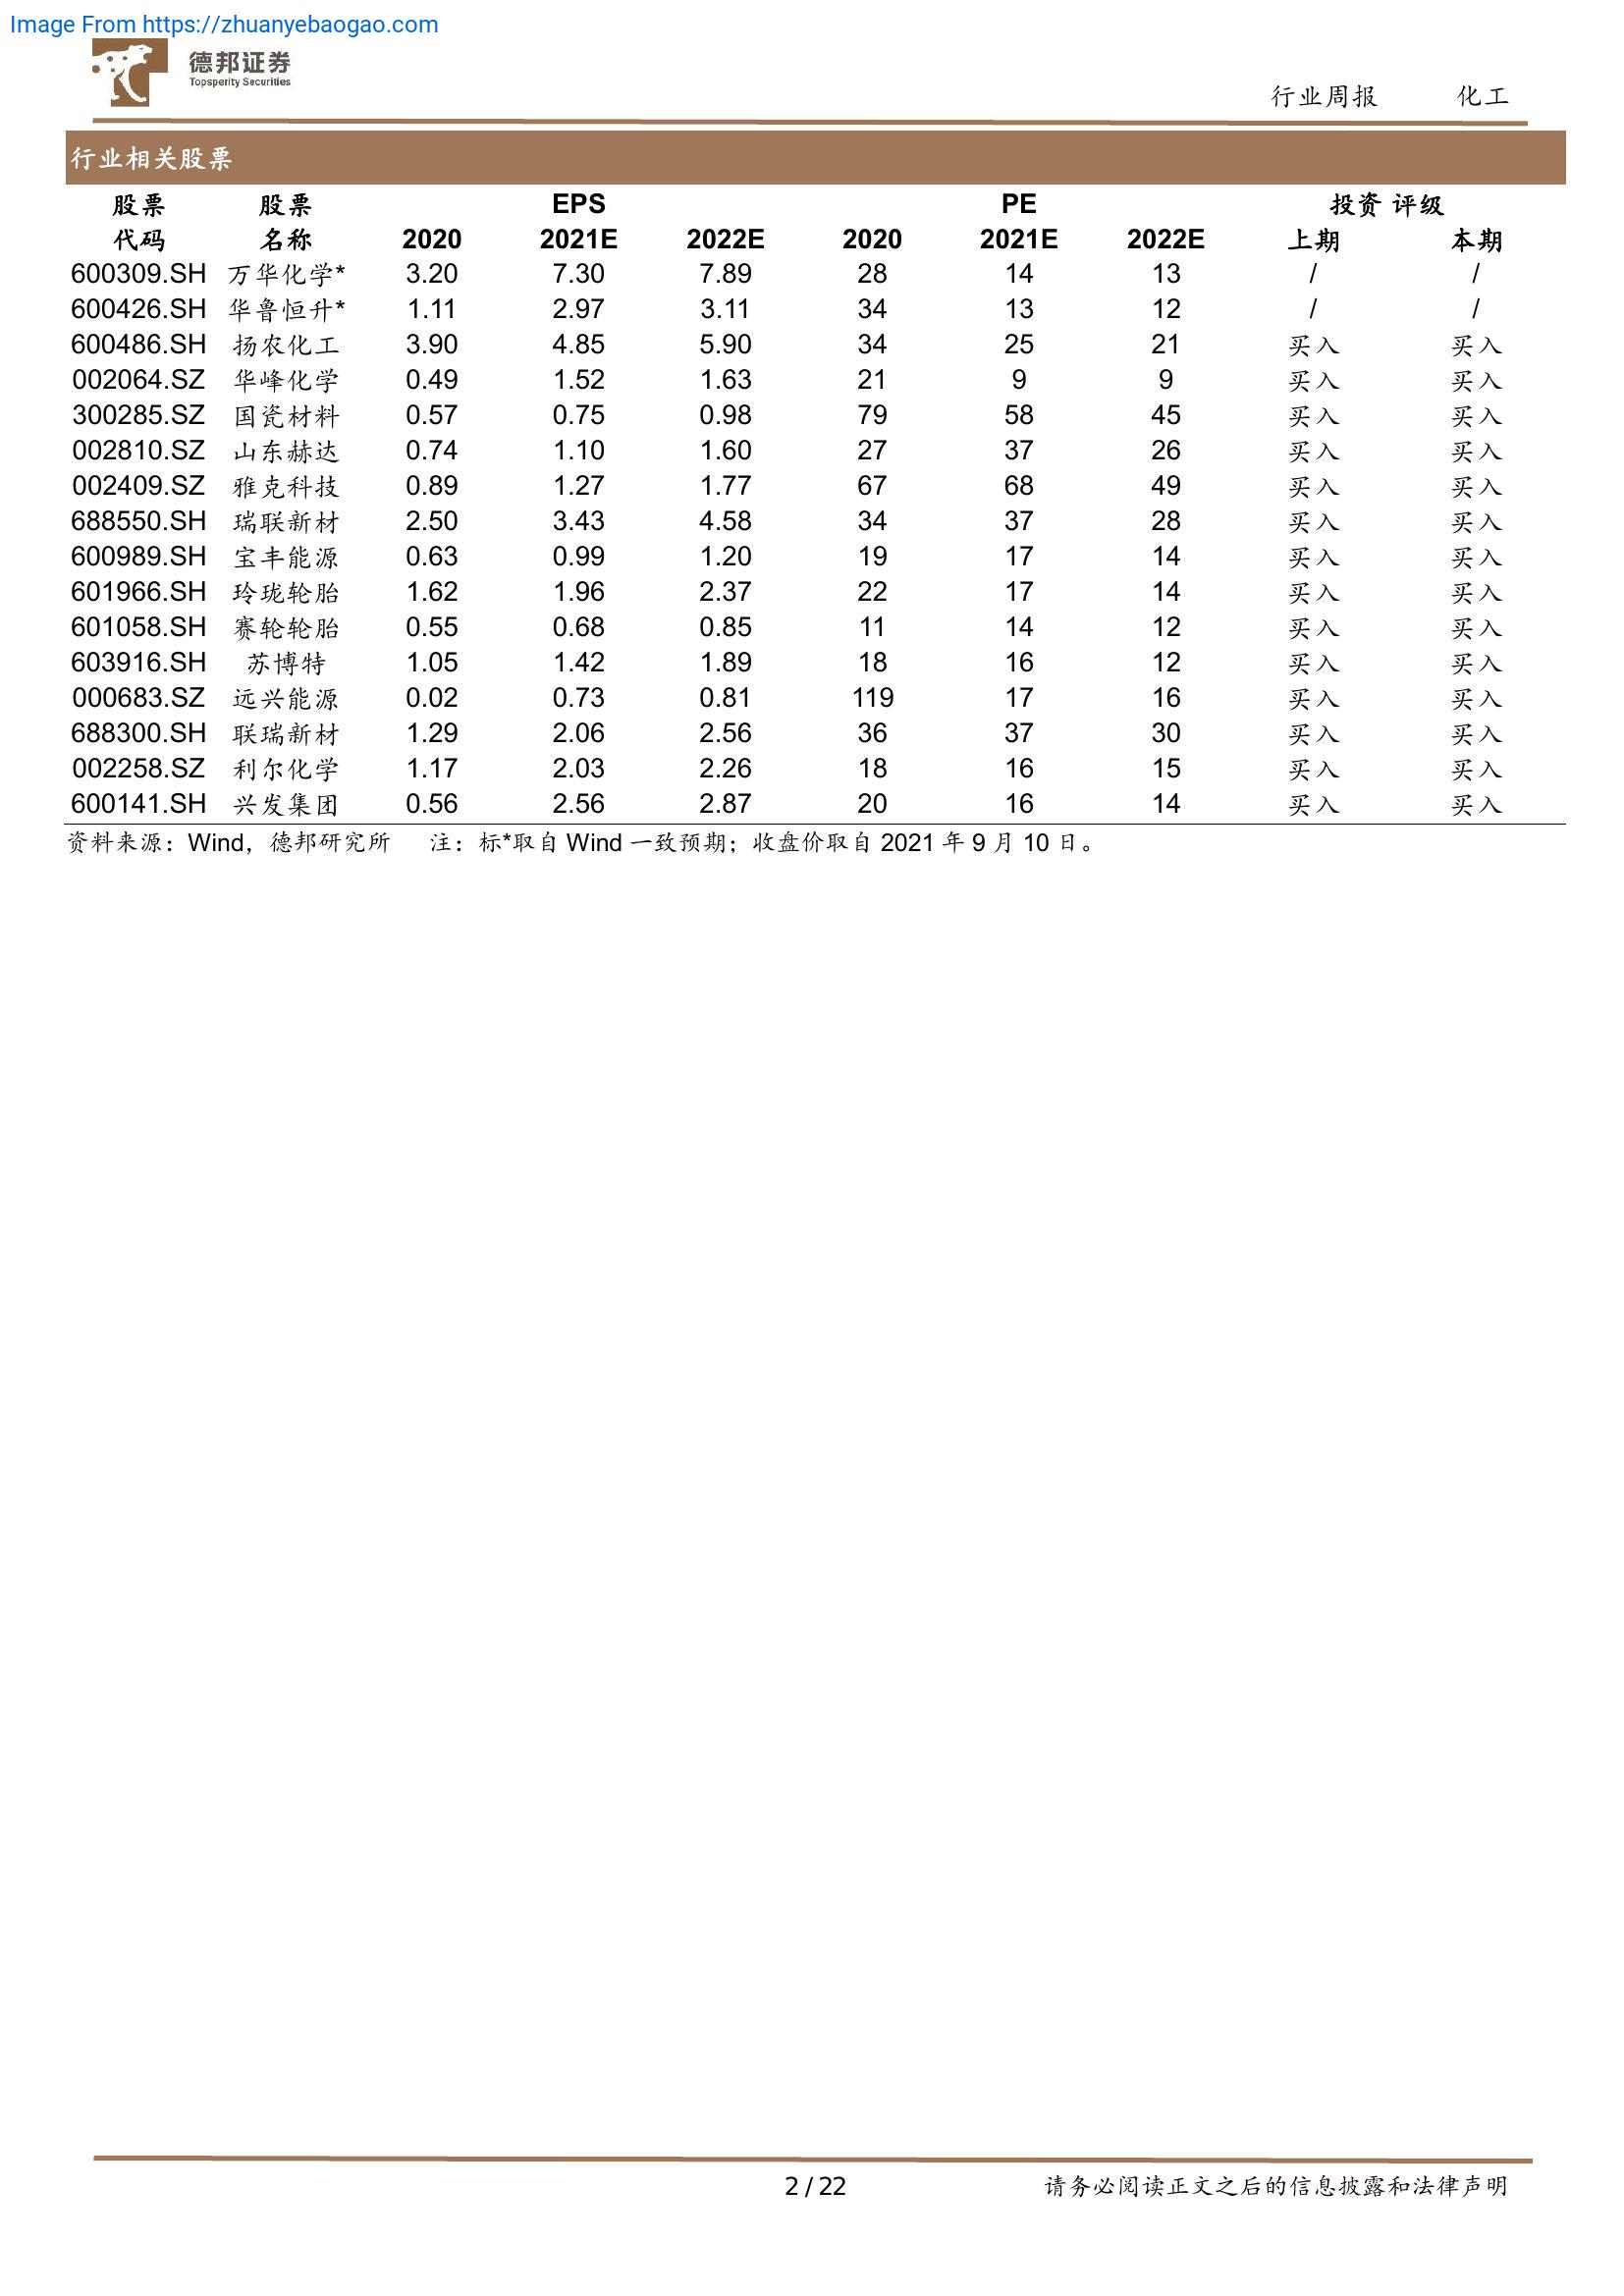 Image From https://zhuanyebaogao.com
德邦证券
Topsperity Securities
行业周报 化工
行业相关股票
股票 股票 EPS PE 投资 评级
代码 名称 2020 2021E 2022E 2020 2021E 2022E 上期 本期
600309.SH 万华化学* 3.20 7.30 7.89 28 14 13 / /
600426.SH 华鲁恒升* 1.11 2.97 3.11 34 13 12 / /
600486.SH 扬农化工 3.90 4.85 5.90 34 25 21 买入 买入
002064.SZ 华峰化学 0.49 1.52 1.63 21 9 9 买入 买入
300285.SZ 国瓷材料 0.57 0.75 0.98 79 58 45 买入 买入
002810.SZ 山东赫达 0.74 1.10 1.60 27 37 26 买入 买入
002409.SZ 雅克科技 0.89 1.27 1.77 67 68 49 买入 买入
688550.SH 瑞联新材 2.50 3.43 4.58 34 37 28 买入 买入
600989.SH 宝丰能源 0.63 0.99 1.20 19 17 14 买入 买入
601966.SH 玲珑轮胎 1.62 1.96 2.37 22 17 14 买入 买入
601058.SH 赛轮轮胎 0.55 0.68 0.85 11 14 12 买入 买入
603916.SH 苏博特 1.05 1.42 1.89 18 16 12 买入 买入
000683.SZ 远兴能源 0.02 0.73 0.81 119 17 16 买入 买入
688300.SH 联瑞新材 1.29 2.06 2.56 36 37 30 买入 买入
002258.SZ 利尔化学 1.17 2.03 2.26 18 16 15 买入 买入
600141.SH 兴发集团 0.56 2.56 2.87 20 16 14 买入 买入
资料来源：Wind，德邦研究所 注：标*取自 Wind 一致预期；收盘价取自 2021 年 9 月 10 日。
2 / 22 请务必阅读正文之后的信息披露和法律声明